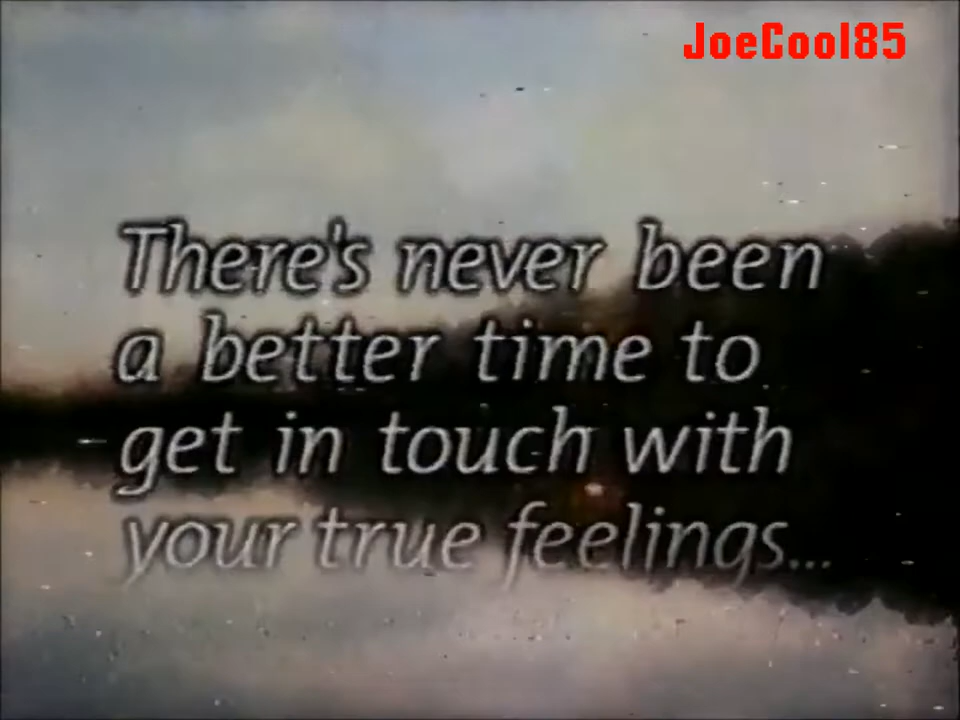 JoeCool85
There's never been
a better time to
get in touch with
your true feelings...